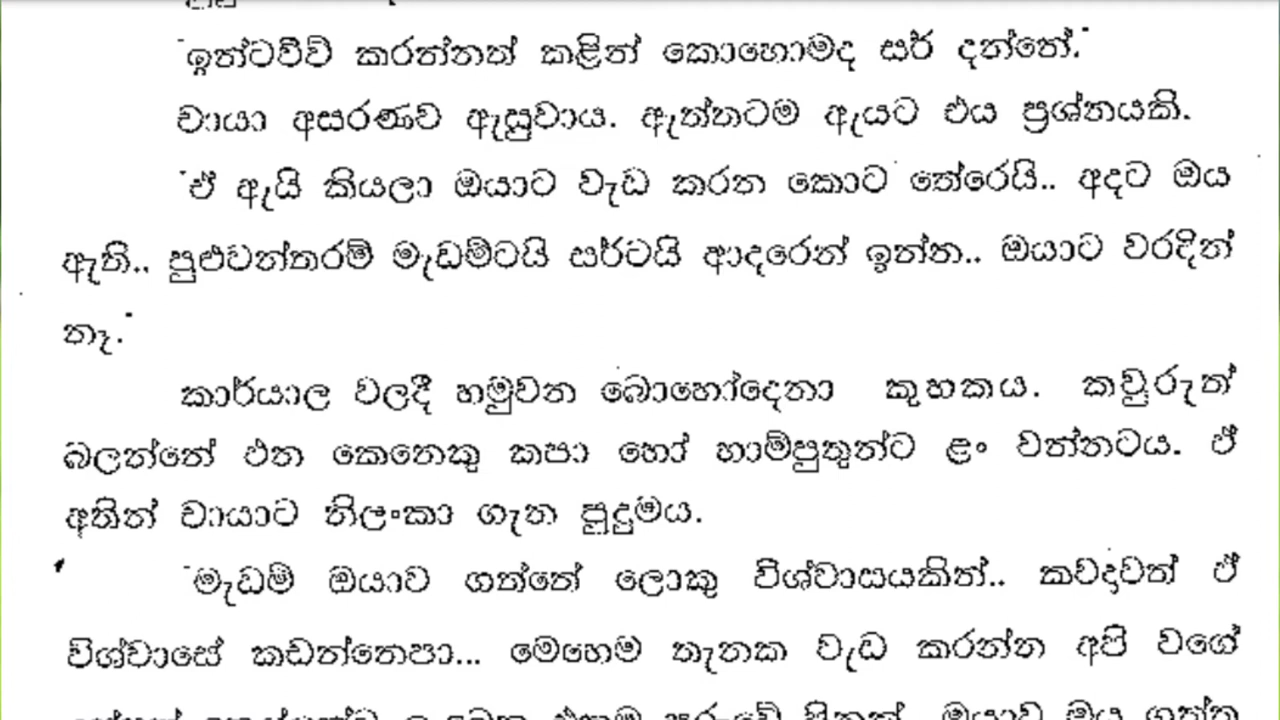 "ඉන්ටවීව් කරන්නත් කළින් කොහොමද සර් දන්නේ."
චායා අසරණව ඇසුවාය. ඇත්තටම ඇයට එය ප්‍රශ්නයකි.
"ඒ ඇයි කියලා ඔයාට වැඩ කරන කොට තේරෙයි.. අදට ඔය
ඇති.. පුළුවන්තරම් මැඩම්ටයි සර්ටයි ආදරෙන් ඉන්න.. ඔයාට වරදින්
නෑ."
කාර්යාල වලදී හමුවන බොහෝදෙනා කුහකය. කවුරුත්
බලන්නේ එන කෙනෙකු කපා හෝ හාම්පුතුන්ට ළං වන්නටය. ඒ
අතින් චායාට නිලංකා ගැන පුදුමය.
"මැඩම් ඔයාව ගත්තේ ලොකු විශ්වාසයකින්.. කවදාවත් ඒ
විශ්වාසේ කඩන්නෙපා... මෙහෙම තැනක වැඩ කරන්න අපි වගේ